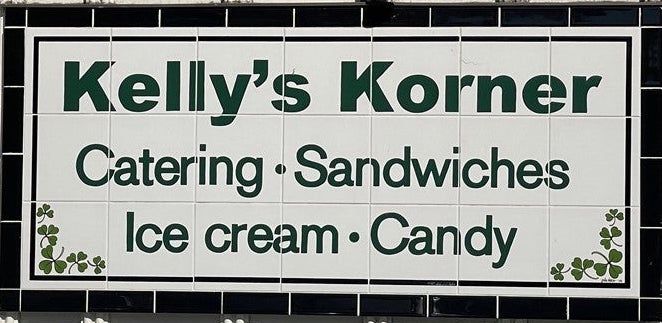 Kelly's Korner
Catering · Sandwiches
Ice cream · Candy